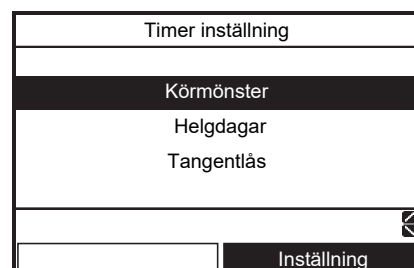 Timer inställning
Körmönster
Helgdagar
Tangentlås
Inställning